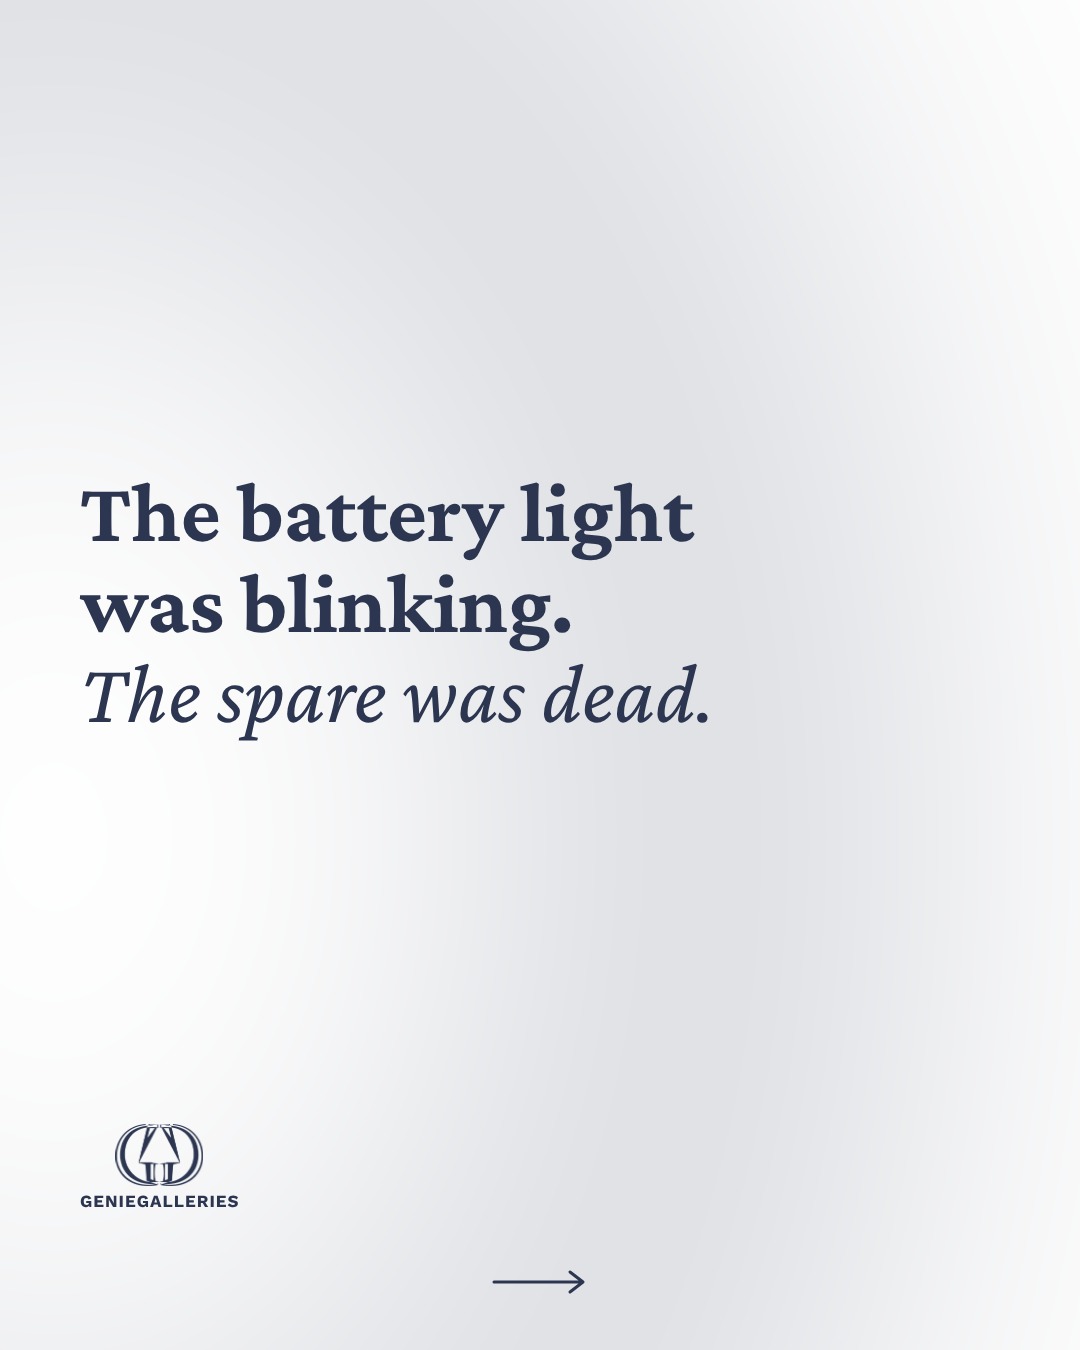 The battery light
was blinking.
The spare was dead.
GENIEGALLERIES